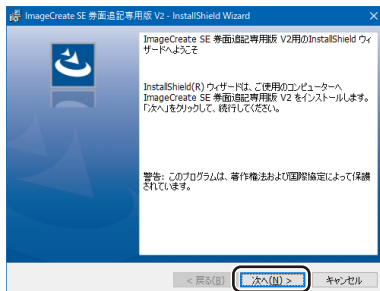 ImageCreate SE 券面追記専用版 V2 - InstallShield Wizard
ImageCreate SE 券面追記専用版 V2用のInstallShield ウィ
ザードへようこそ
InstallShield(R) ウィザードは、ご使用のコンピューターへ
ImageCreate SE 券面追記専用版 V2 をインストールします。
「次へ」をクリックして、続行してください。
警告: このプログラムは、著作権法および国際協定によって保護
されています。
< 戻る(B)
次へ(N) >
キャンセル